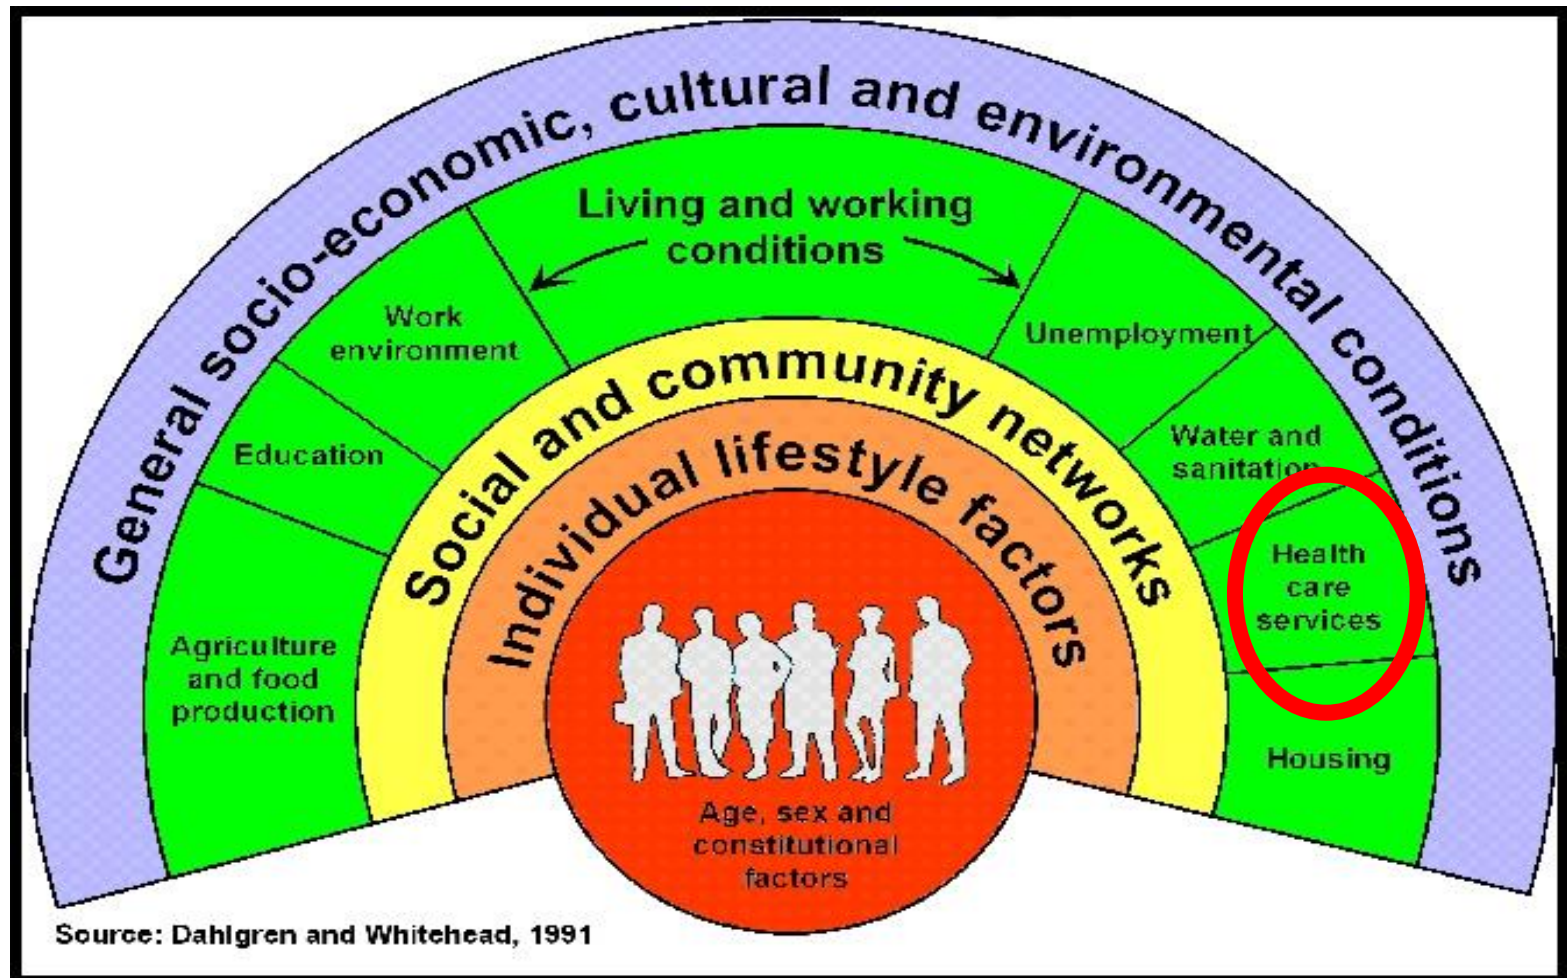 General socio-economic, cultural and environmental conditions
Living and working
conditions
Work
environment
Unemployment
Education
Water and
sanitation
Agriculture
and food
production
Health
care
services
Housing
Social and community networks
Individual lifestyle factors
Age, sex and
constitutional
factors
Source: Dahlgren and Whitehead, 1991